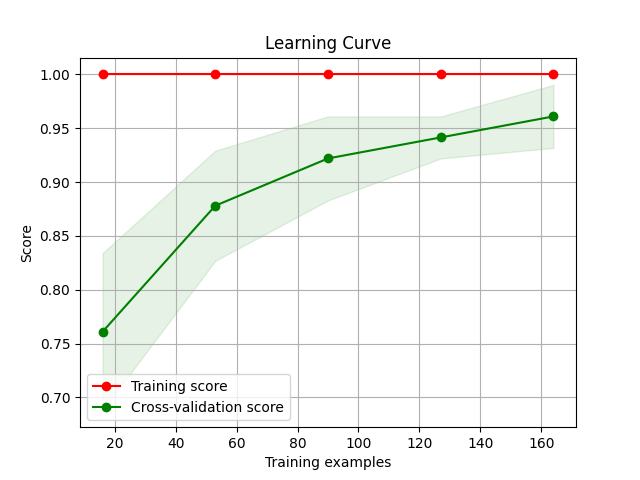 Learning Curve
1.00
0.95
0.90
0.85
0.80
0.75
0.70
Score
Training score
Cross-validation score
20 40 60 80 100 120 140 160
Training examples